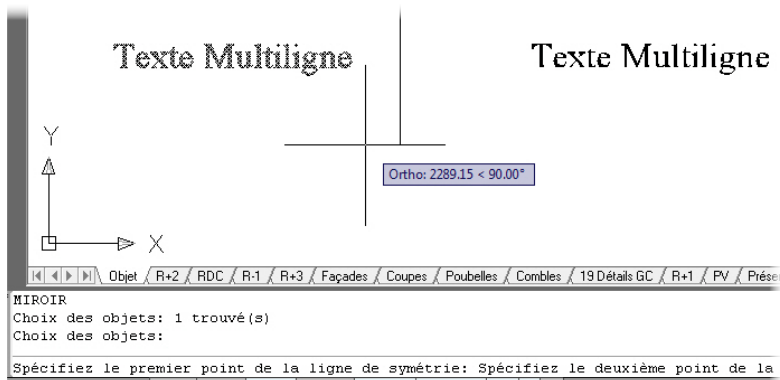 Texte Multiligne Texte Multiligne
Y
Ortho: 2289.15 < 90.00°
X
Objet / R+2 / RDC / R-1 / R+3 / Façades / Coupes / Poubelles / Combles / 19 Détails GC / R+1 / PV / Prése
MIROIR
Choix des objets: 1 trouvé(s)
Choix des objets:
Spécifiez le premier point de la ligne de symétrie: Spécifiez le deuxième point de la